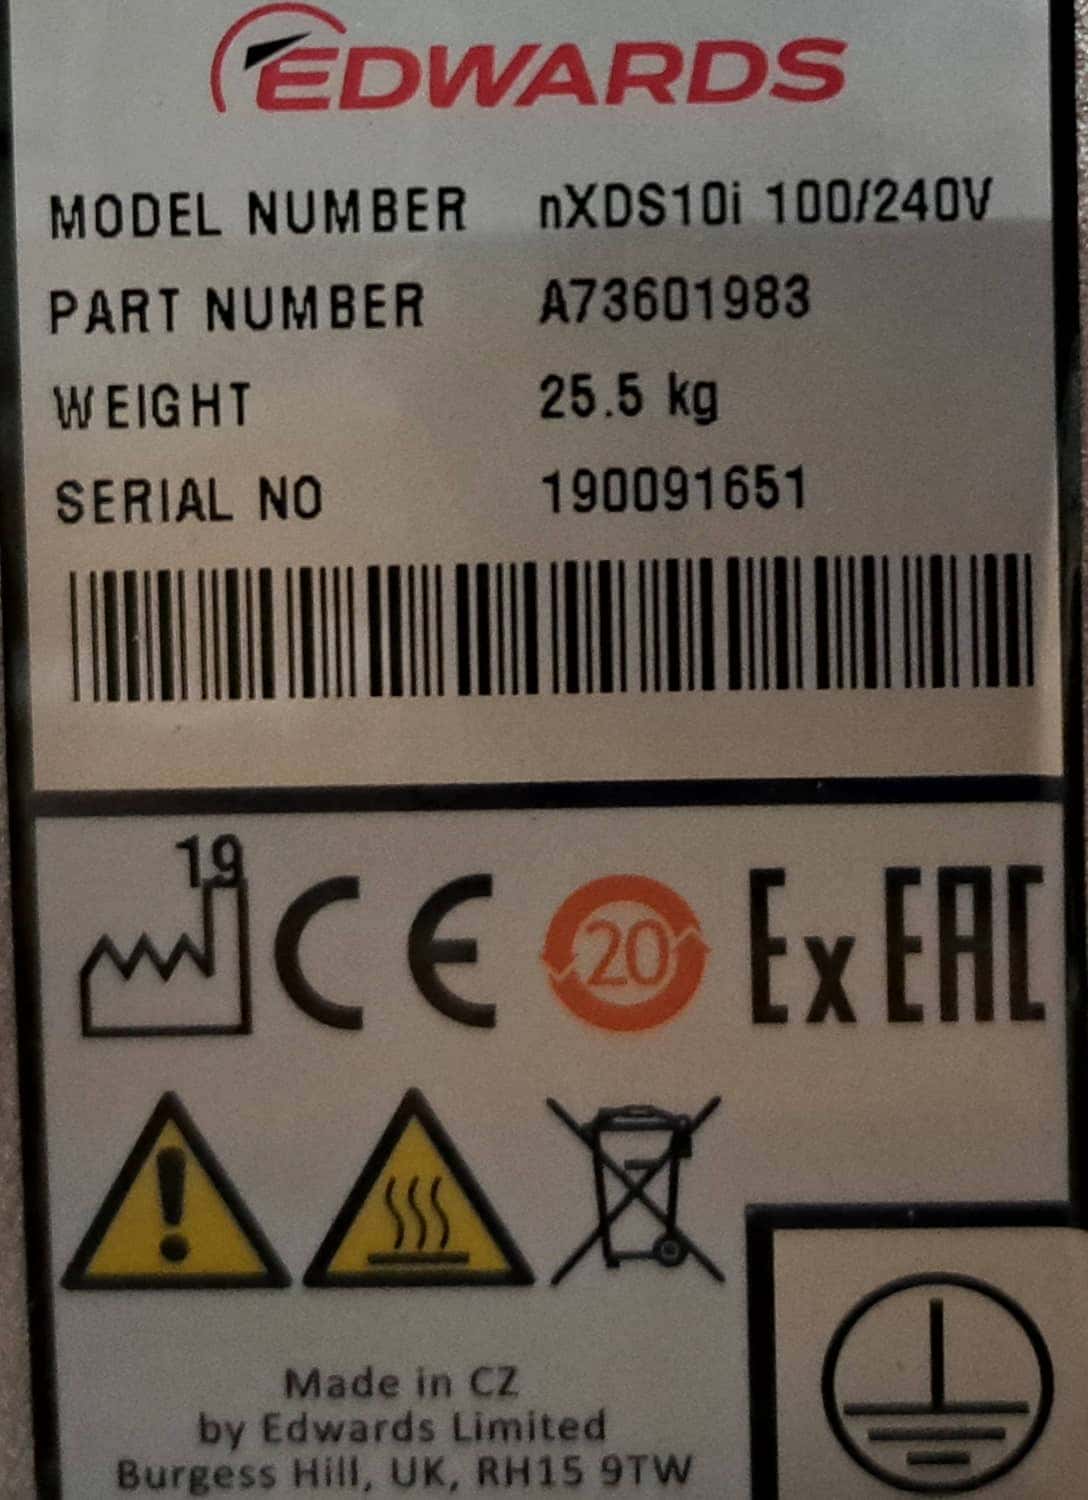 EDWARDS
MODEL NUMBER nXDS10i 100/240V
PART NUMBER A73601983
WEIGHT 25.5 kg
SERIAL NO 190091651
19
CE 20 Ex EAC
Made in CZ
by Edwards Limited
Burgess Hill, UK, RH15 9TW